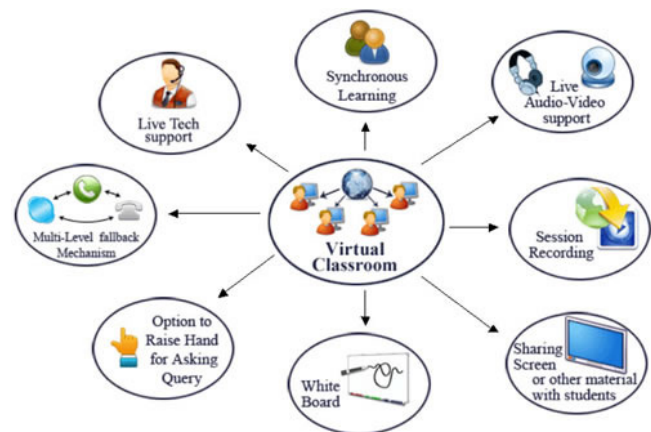 Synchronous
Learning
Live
Audio-Video
support
Live Tech
support
Multi-Level fallback
Mechanism
Virtual
Classroom
Session
Recording
Option to
Raise Hand
for Asking
Query
White
Board
Sharing
Screen
or other material
with students